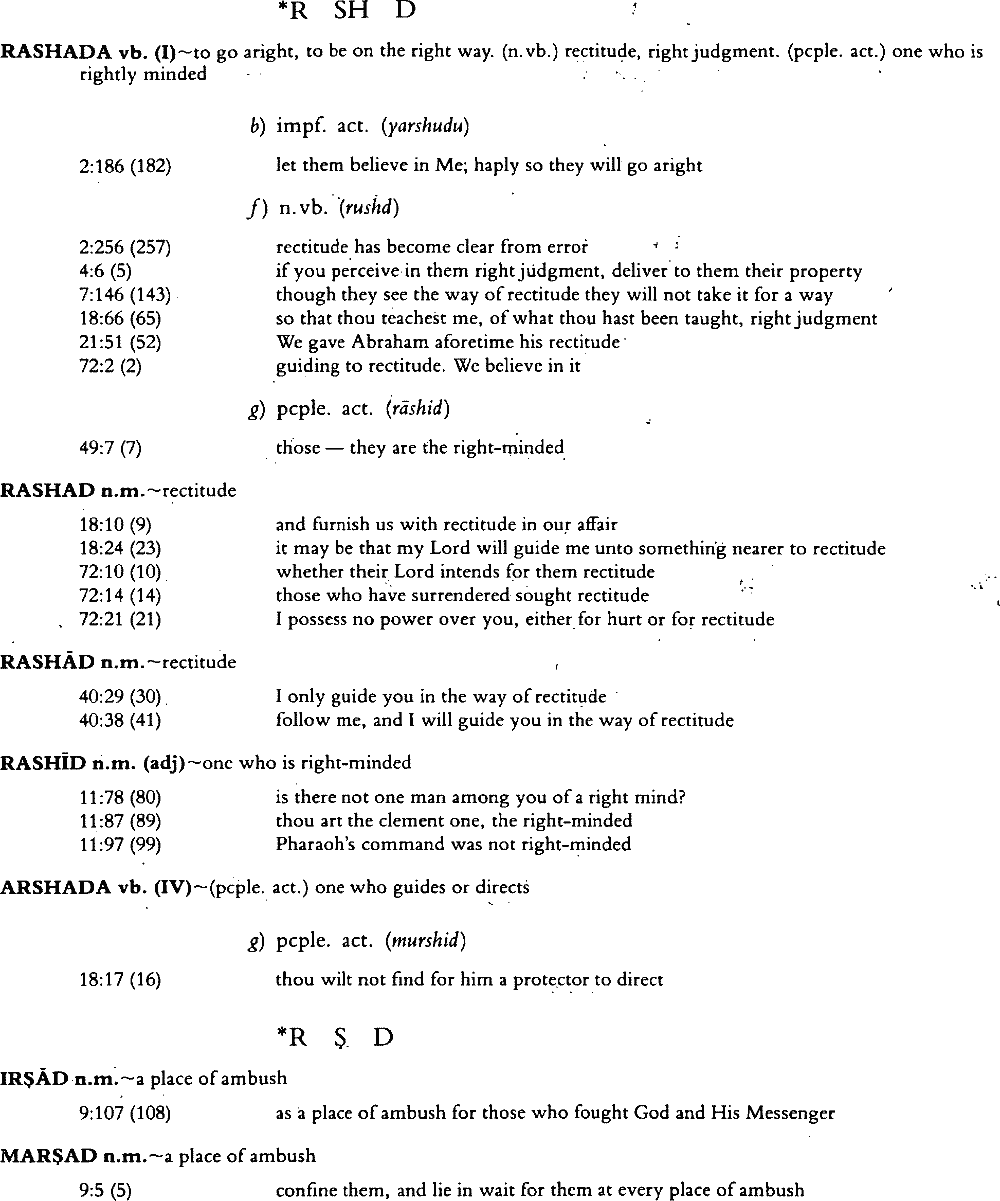 *R SH D
RASHADA vb. (I)~to go aright, to be on the right way. (n.vb.) rectitude, right judgment. (pcple. act.) one who is
rightly minded
b) impf. act. (yarshudu)
2:186 (182) let them believe in Me; haply so they will go aright
f) n.vb. (rushd)
2:256 (257) rectitude has become clear from error
4:6 (5) if you perceive in them right judgment, deliver to them their property
7:146 (143) though they see the way of rectitude they will not take it for a way
18:66 (65) so that thou teachest me, of what thou hast been taught, right judgment
21:51 (52) We gave Abraham aforetime his rectitude
72:2 (2) guiding to rectitude. We believe in it
g) pcple. act. (rāshid)
49:7 (7) those — they are the right-minded
RASHAD n.m.~rectitude
18:10 (9) and furnish us with rectitude in our affair
18:24 (23) it may be that my Lord will guide me unto something nearer to rectitude
72:10 (10) whether their Lord intends for them rectitude
72:14 (14) those who have surrendered sought rectitude
72:21 (21) I possess no power over you, either for hurt or for rectitude
RASHĀD n.m.~rectitude
40:29 (30) I only guide you in the way of rectitude
40:38 (41) follow me, and I will guide you in the way of rectitude
RASHĪD n.m. (adj)~one who is right-minded
11:78 (80) is there not one man among you of a right mind?
11:87 (89) thou art the clement one, the right-minded
11:97 (99) Pharaoh's command was not right-minded
ARSHADA vb. (IV)~(pcple. act.) one who guides or directs
g) pcple. act. (murshid)
18:17 (16) thou wilt not find for him a protector to direct
*R Ṣ D
IRṢĀD n.m.~a place of ambush
9:107 (108) as a place of ambush for those who fought God and His Messenger
MARṢAD n.m.~a place of ambush
9:5 (5) confine them, and lie in wait for them at every place of ambush